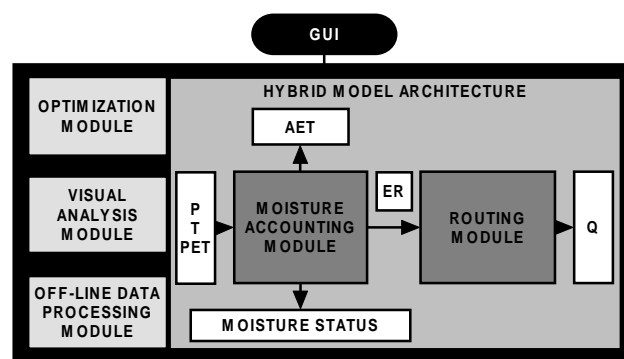 GUI
HYBRID MODEL ARCHITECTURE
OPTIMIZATION
MODULE
AET
VISUAL
ANALYSIS
MODULE
P
T
PET
MOISTURE
ACCOUNTING
MODULE
ER
ROUTING
MODULE
Q
OFF-LINE DATA
PROCESSING
MODULE
MOISTURE STATUS